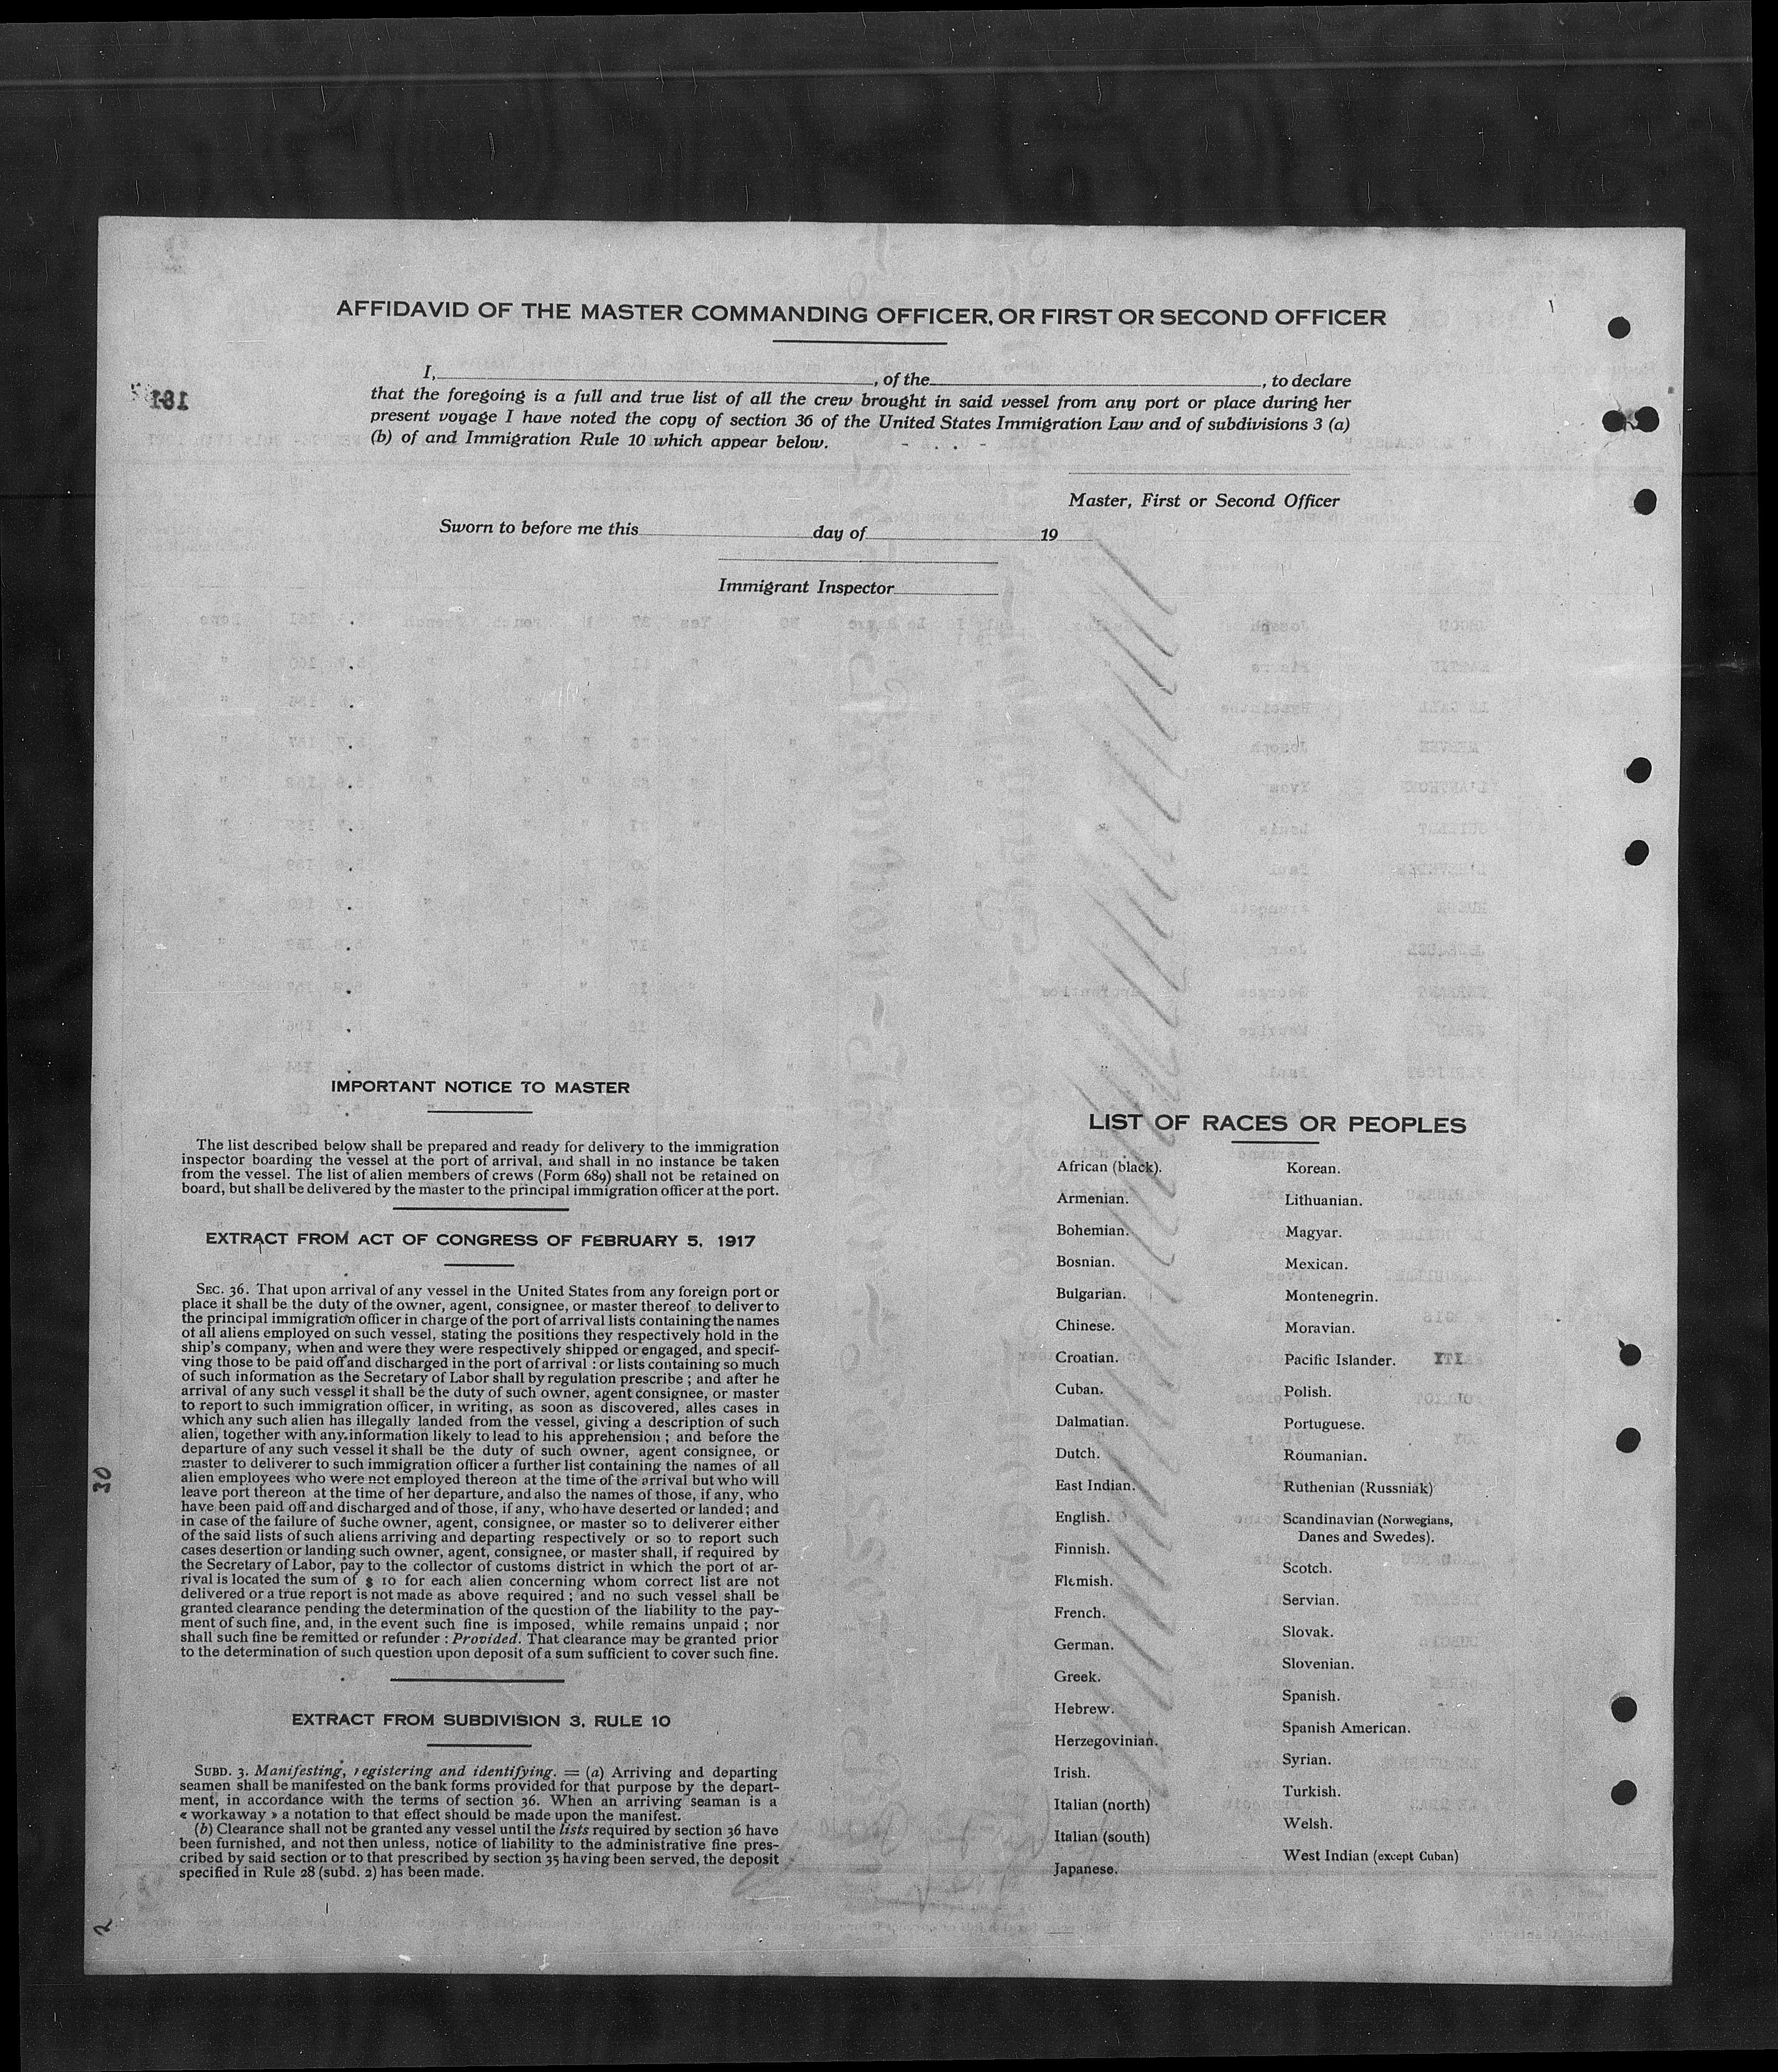 AFFIDAVID OF THE MASTER COMMANDING OFFICER, OR FIRST OR SECOND OFFICER
I, , of the , to declare
that the foregoing is a full and true list of all the crew brought in said vessel from any port or place during her
present voyage I have noted the copy of section 36 of the United States Immigration Law and of subdivisions 3 (a)
(b) of and Immigration Rule 10 which appear below.
Master, First or Second Officer
Sworn to before me this day of 19
Immigrant Inspector
IMPORTANT NOTICE TO MASTER
The list described below shall be prepared and ready for delivery to the immigration
inspector boarding the vessel at the port of arrival, and shall in no instance be taken
from the vessel. The list of alien members of crews (Form 689) shall not be retained on
board, but shall be delivered by the master to the principal immigration officer at the port.
EXTRACT FROM ACT OF CONGRESS OF FEBRUARY 5, 1917
SEC. 36. That upon arrival of any vessel in the United States from any foreign port or
place it shall be the duty of the owner, agent, consignee, or master thereof to deliver to
the principal immigration officer in charge of the port of arrival lists containing the names
of all aliens employed on such vessel, stating the positions they respectively hold in the
ship's company, when and were they were respectively shipped or engaged, and specif-
ving those to be paid off and discharged in the port of arrival : or lists containing so much
of such information as the Secretary of Labor shall by regulation prescribe ; and after he
arrival of any such vessel it shall be the duty of such owner, agent consignee, or master
to report to such immigration officer, in writing, as soon as discovered, alles cases in
which any such alien has illegally landed from the vessel, giving a description of such
alien, together with any information likely to lead to his apprehension ; and before the
departure of any such vessel it shall be the duty of such owner, agent consignee, or
master to deliverer to such immigration officer a further list containing the names of all
alien employees who were not employed thereon at the time of the arrival but who will
leave port thereon at the time of her departure, and also the names of those, if any, who
have been paid off and discharged and of those, if any, who have deserted or landed ; and
in case of the failure of suche owner, agent, consignee, or master so to deliverer either
of the said lists of such aliens arriving and departing respectively or so to report such
cases desertion or landing such owner, agent, consignee, or master shall, if required by
the Secretary of Labor, pay to the collector of customs district in which the port of ar-
rival is located the sum of $ 10 for each alien concerning whom correct list are not
delivered or a true report is not made as above required ; and no such vessel shall be
granted clearance pending the determination of the question of the liability to the pay-
ment of such fine, and, in the event such fine is imposed, while remains unpaid ; nor
shall such fine be remitted or refunder : Provided. That clearance may be granted prior
to the determination of such question upon deposit of a sum sufficient to cover such fine.
EXTRACT FROM SUBDIVISION 3, RULE 10
SUBD. 3. Manifesting, registering and identifying. = (a) Arriving and departing
seamen shall be manifested on the bank forms provided for that purpose by the depart-
ment, in accordance with the terms of section 36. When an arriving seaman is a
« workaway » a notation to that effect should be made upon the manifest.
(b) Clearance shall not be granted any vessel until the lists required by section 36 have
been furnished, and not then unless, notice of liability to the administrative fine pres-
cribed by said section or to that prescribed by section 35 having been served, the deposit
specified in Rule 28 (subd. 2) has been made.
30
2
LIST OF RACES OR PEOPLES
African (black).
Armenian.
Bohemian.
Bosnian.
Bulgarian.
Chinese.
Croatian.
Cuban.
Dalmatian.
Dutch.
East Indian.
English.
Finnish.
Flemish.
French.
German.
Greek.
Hebrew.
Herzegovinian.
Irish.
Italian (north)
Italian (south)
Japanese.
Korean.
Lithuanian.
Magyar.
Mexican.
Montenegrin.
Moravian.
Pacific Islander.
Polish.
Portuguese.
Roumanian.
Ruthenian (Russniak)
Scandinavian (Norwegians,
Danes and Swedes).
Scotch.
Servian.
Slovak.
Slovenian.
Spanish.
Spanish American.
Syrian.
Turkish.
Welsh.
West Indian (except Cuban)